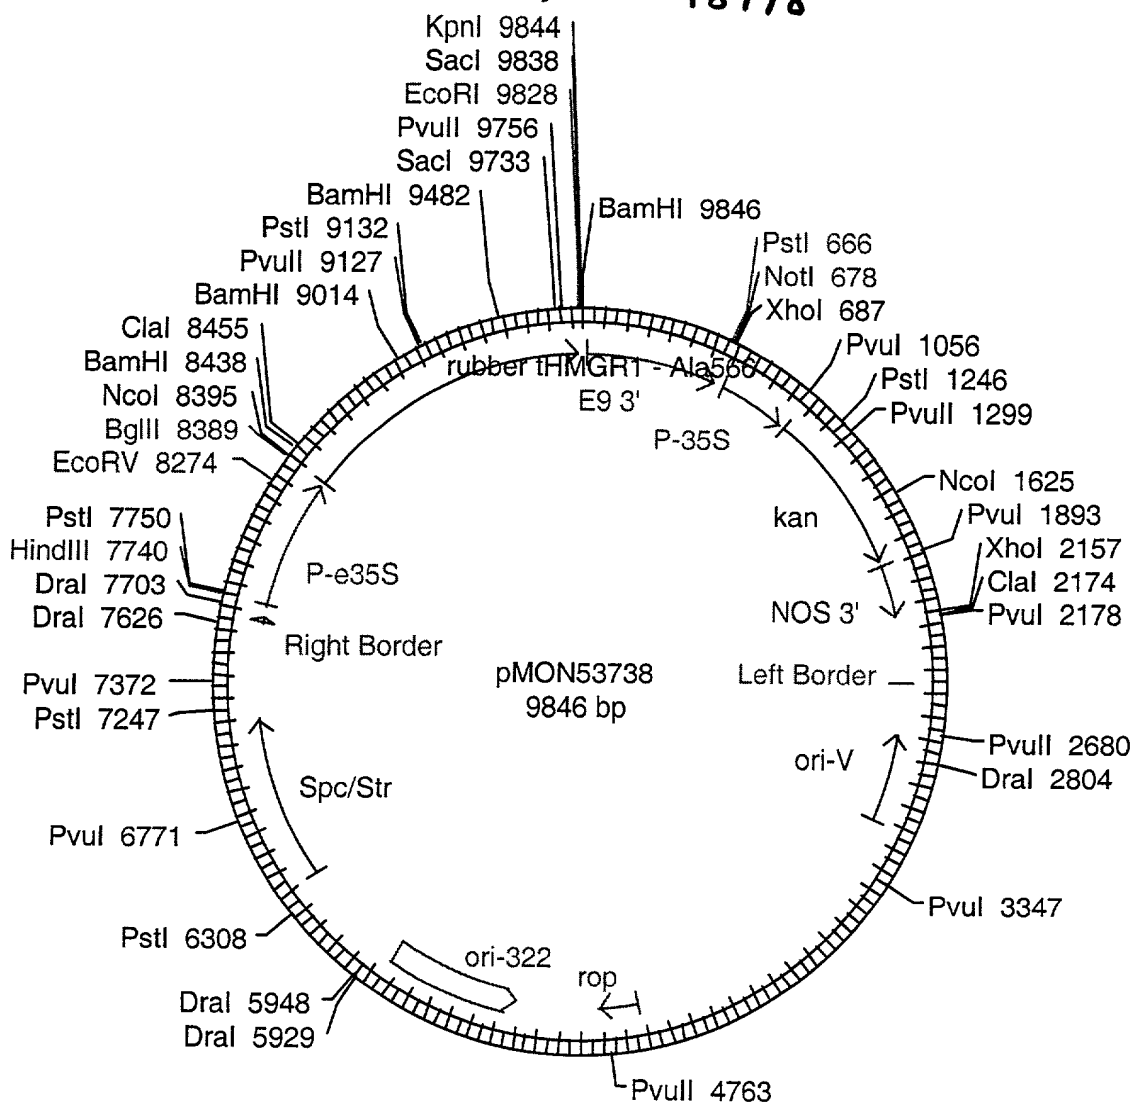 KpnI 9844
SacI 9838
EcoRI 9828
PvuII 9756
SacI 9733
BamHI 9482
BamHI 9846
PstI 9132
PvuII 9127
BamHI 9014
ClaI 8455
BamHI 8438
NcoI 8395
BglII 8389
EcoRV 8274
PstI 7750
HindIII 7740
DraI 7703
DraI 7626
PvuI 7372
PstI 7247
PvuI 6771
PstI 6308
DraI 5948
DraI 5929
PstI 666
NotI 678
XhoI 687
PvuI 1056
PstI 1246
PvuII 1299
NcoI 1625
PvuI 1893
XhoI 2157
ClaI 2174
PvuI 2178
PvuII 2680
DraI 2804
PvuI 3347
PvuII 4763
rubber tHMGR1 - Ala566
E9 3'
P-35S
kan
NOS 3'
Left Border
ori-V
rop
ori-322
Spc/Str
Right Border
P-e35S
pMON53738
9846 bp